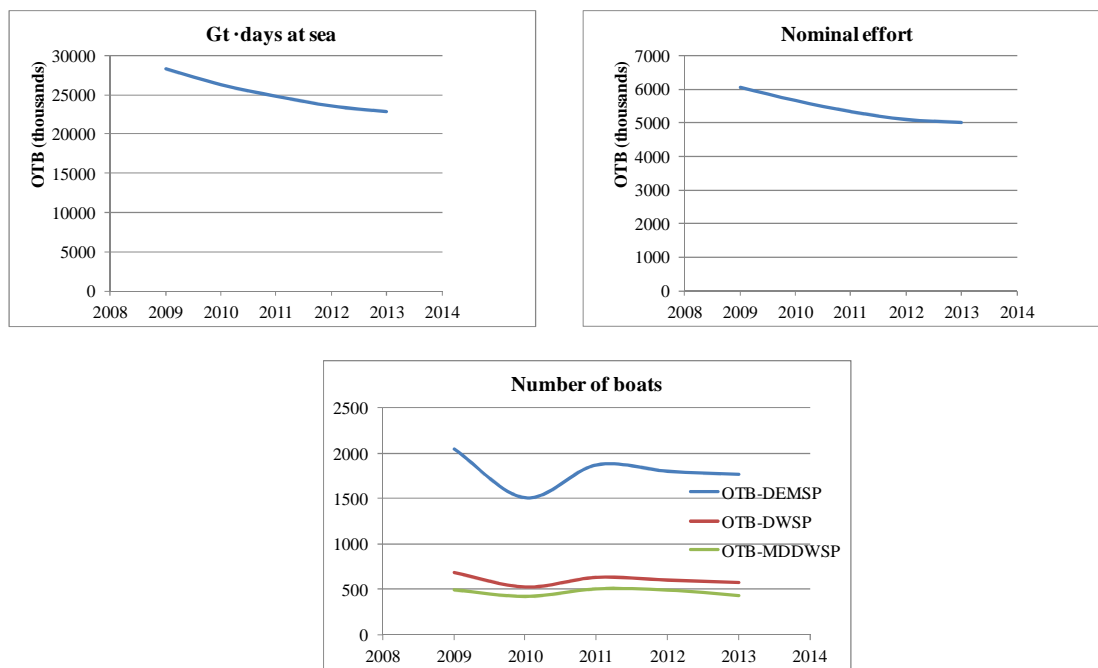 Gt ·days at sea
OTB (thousands)
30000
25000
20000
15000
10000
5000
0
2008 2009 2010 2011 2012 2013 2014
Nominal effort
OTB (thousands)
7000
6000
5000
4000
3000
2000
1000
0
2008 2009 2010 2011 2012 2013 2014
Number of boats
2500
2000
1500
1000
500
0
OTB-DEMSP
OTB-DWSP
OTB-MDDWSP
2008 2009 2010 2011 2012 2013 2014